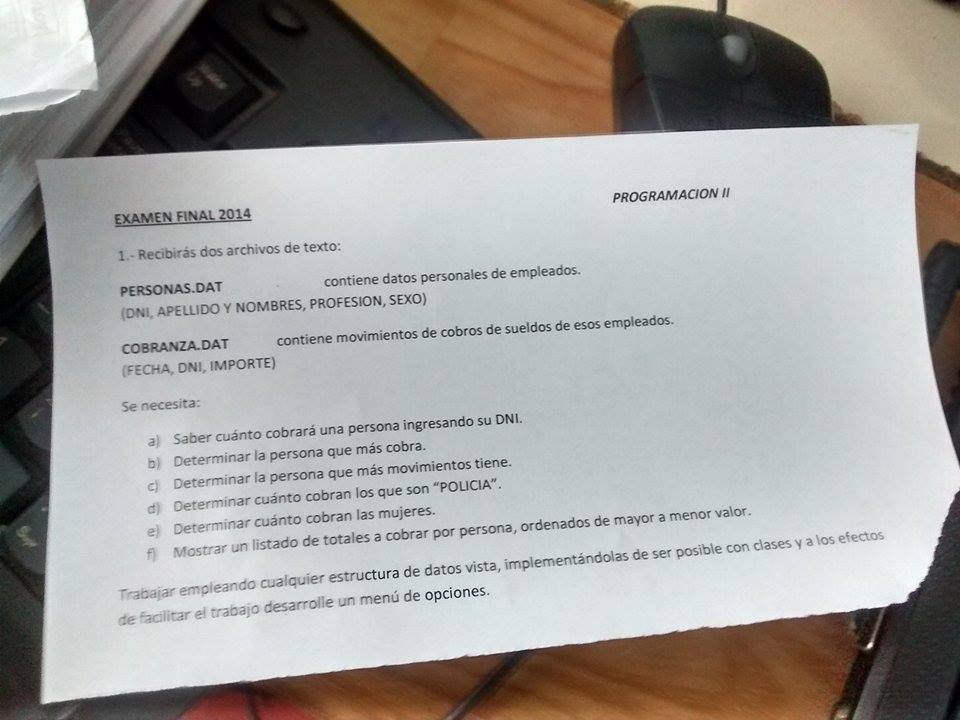 PROGRAMACION II
EXAMEN FINAL 2014
1.- Recibirás dos archivos de texto:
PERSONAS.DAT contiene datos personales de empleados.
(DNI, APELLIDO Y NOMBRES, PROFESION, SEXO)
COBRANZA.DAT contiene movimientos de cobros de sueldos de esos empleados.
(FECHA, DNI, IMPORTE)
Se necesita:
a) Saber cuánto cobrará una persona ingresando su DNI.
b) Determinar la persona que más cobra.
c) Determinar la persona que más movimientos tiene.
d) Determinar cuánto cobran los que son “POLICIA”.
e) Determinar cuánto cobran las mujeres.
f) Mostrar un listado de totales a cobrar por persona, ordenados de mayor a menor valor.
Trabajar empleando cualquier estructura de datos vista, implementándolas de ser posible con clases y a los efectos
de facilitar el trabajo desarrolle un menú de opciones.